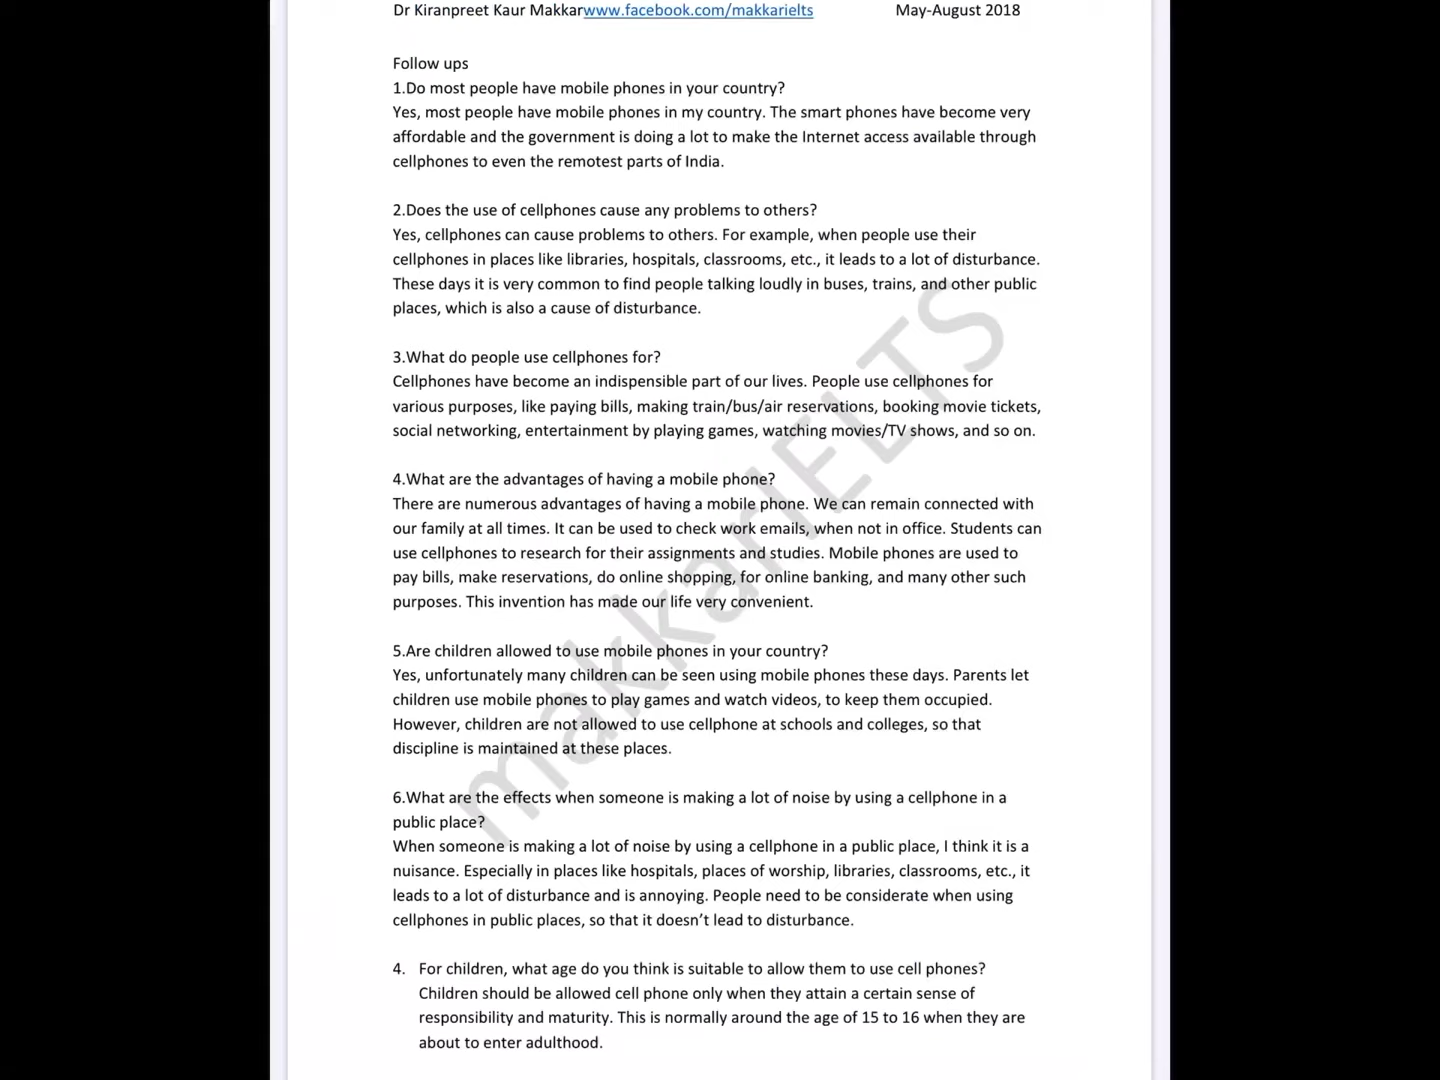 Dr Kiranpreet Kaur Makkarwww.facebook.com/makkarielts May-August 2018
Follow ups
1.Do most people have mobile phones in your country?
Yes, most people have mobile phones in my country. The smart phones have become very
affordable and the government is doing a lot to make the Internet access available through
cellphones to even the remotest parts of India.
2.Does the use of cellphones cause any problems to others?
Yes, cellphones can cause problems to others. For example, when people use their
cellphones in places like libraries, hospitals, classrooms, etc., it leads to a lot of disturbance.
These days it is very common to find people talking loudly in buses, trains, and other public
places, which is also a cause of disturbance.
3.What do people use cellphones for?
Cellphones have become an indispensible part of our lives. People use cellphones for
various purposes, like paying bills, making train/bus/air reservations, booking movie tickets,
social networking, entertainment by playing games, watching movies/TV shows, and so on.
4.What are the advantages of having a mobile phone?
There are numerous advantages of having a mobile phone. We can remain connected with
our family at all times. It can be used to check work emails, when not in office. Students can
use cellphones to research for their assignments and studies. Mobile phones are used to
pay bills, make reservations, do online shopping, for online banking, and many other such
purposes. This invention has made our life very convenient.
5.Are children allowed to use mobile phones in your country?
Yes, unfortunately many children can be seen using mobile phones these days. Parents let
children use mobile phones to play games and watch videos, to keep them occupied.
However, children are not allowed to use cellphone at schools and colleges, so that
discipline is maintained at these places.
6.What are the effects when someone is making a lot of noise by using a cellphone in a
public place?
When someone is making a lot of noise by using a cellphone in a public place, I think it is a
nuisance. Especially in places like hospitals, places of worship, libraries, classrooms, etc., it
leads to a lot of disturbance and is annoying. People need to be considerate when using
cellphones in public places, so that it doesn't lead to disturbance.
4. For children, what age do you think is suitable to allow them to use cell phones?
Children should be allowed cell phone only when they attain a certain sense of
responsibility and maturity. This is normally around the age of 15 to 16 when they are
about to enter adulthood.
makkarIELTS